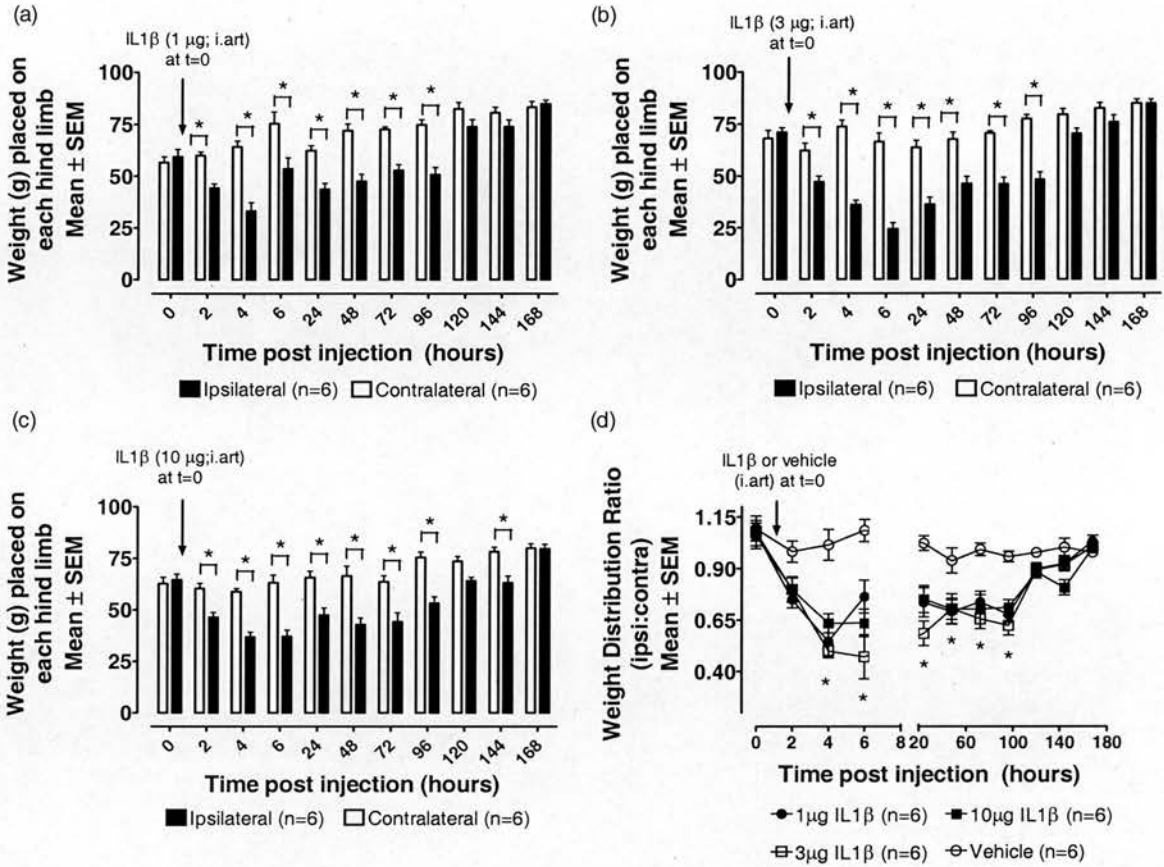 (a)
IL1β (1 µg; i.art)
at t=0
Weight (g) placed on
each hind limb
Mean ± SEM
100
75
50
25
0
* * * * * * *
0 2 4 6 24 48 72 96 120 144 168
Time post injection (hours)
Ipsilateral (n=6) Contralateral (n=6)
(b)
IL1β (3 µg; i.art)
at t=0
Weight (g) placed on
each hind limb
Mean ± SEM
100
75
50
25
0
* * * * * * *
0 2 4 6 24 48 72 96 120 144 168
Time post injection (hours)
Ipsilateral (n=6) Contralateral (n=6)
(c)
IL1β (10 µg;i.art)
at t=0
Weight (g) placed on
each hind limb
Mean ± SEM
100
75
50
25
0
* * * * * * * *
0 2 4 6 24 48 72 96 120 144 168
Time post injection (hours)
Ipsilateral (n=6) Contralateral (n=6)
(d)
IL1β or vehicle
(i.art) at t=0
Weight Distribution Ratio
(ipsi:contra)
Mean ± SEM
1.15
0.90
0.65
0.40
* * * * * *
0 2 4 6 8 20 60 100 140 180
Time post injection (hours)
1µg IL1β (n=6) 10µg IL1β (n=6)
3µg IL1β (n=6) Vehicle (n=6)